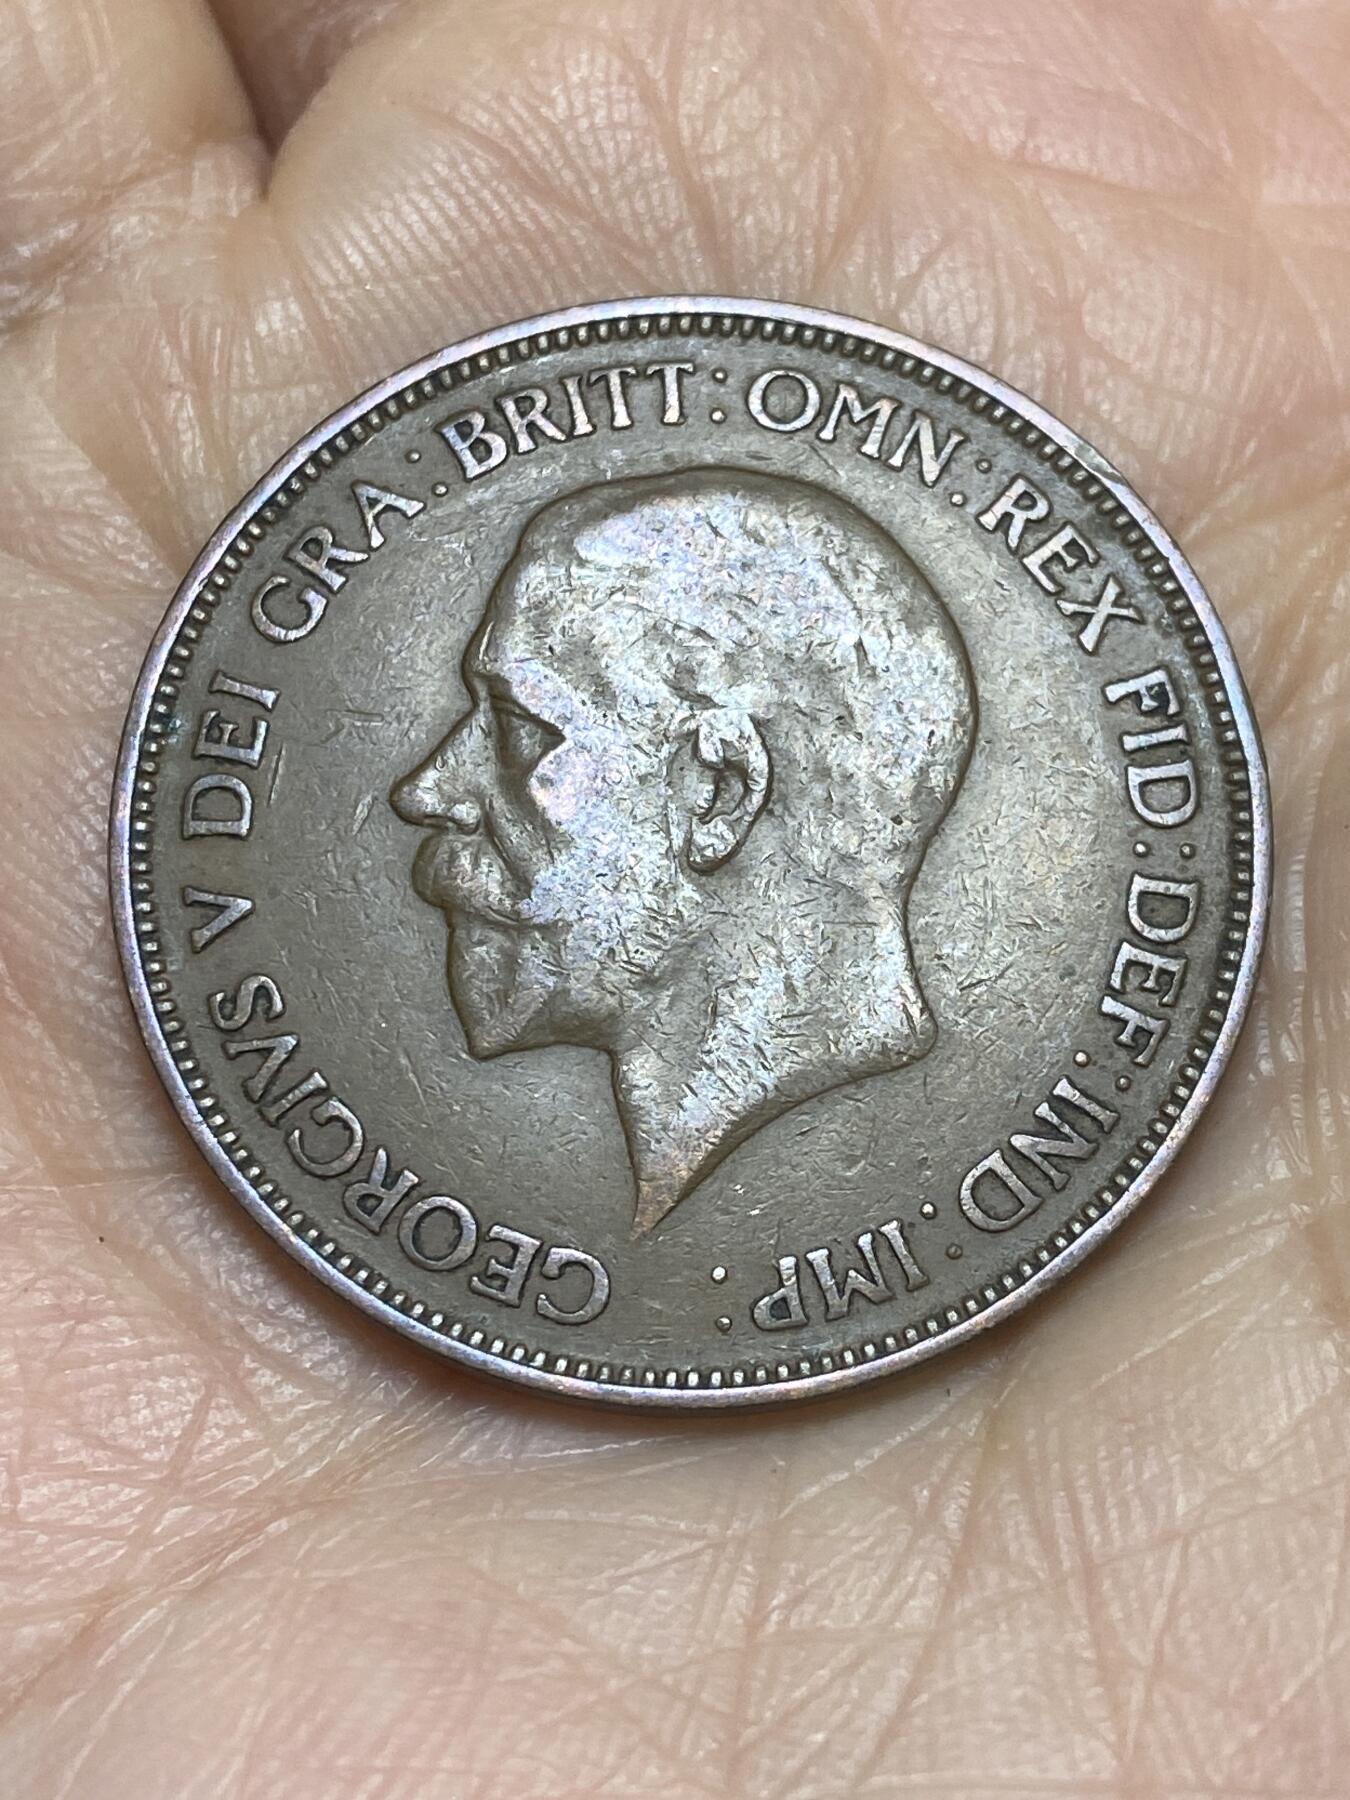 GEORGIVS V DEI GRA: BRITT: OMN: REX FID: DEF: IND: IMP: